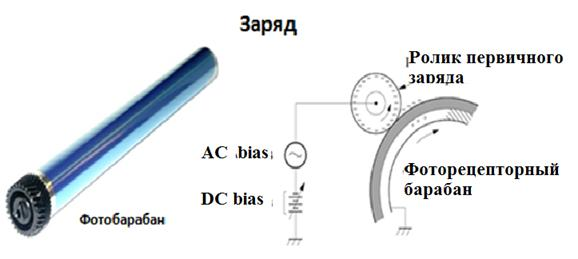 Заряд
Ролик первичного
заряда
AC bias
Фоторецепторный
барабан
DC bias
Фотобарабан